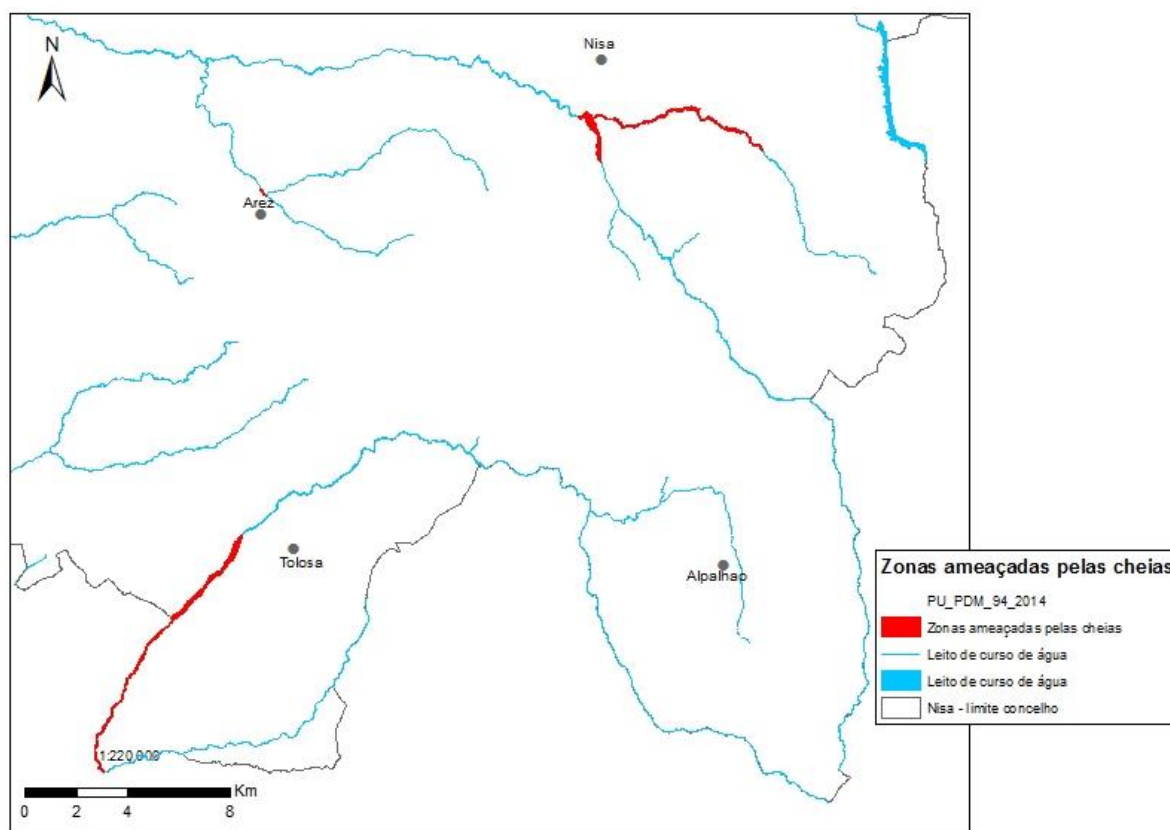 N
Nisa
Arez
Tolosa
Alpalhao
Zonas ameaçadas pelas cheias
PU_PDM_94_2014
Zonas ameaçadas pelas cheias
Leito de curso de água
Leito de curso de água
Nisa - limite concelho
1:220.000
Km
0 2 4 8